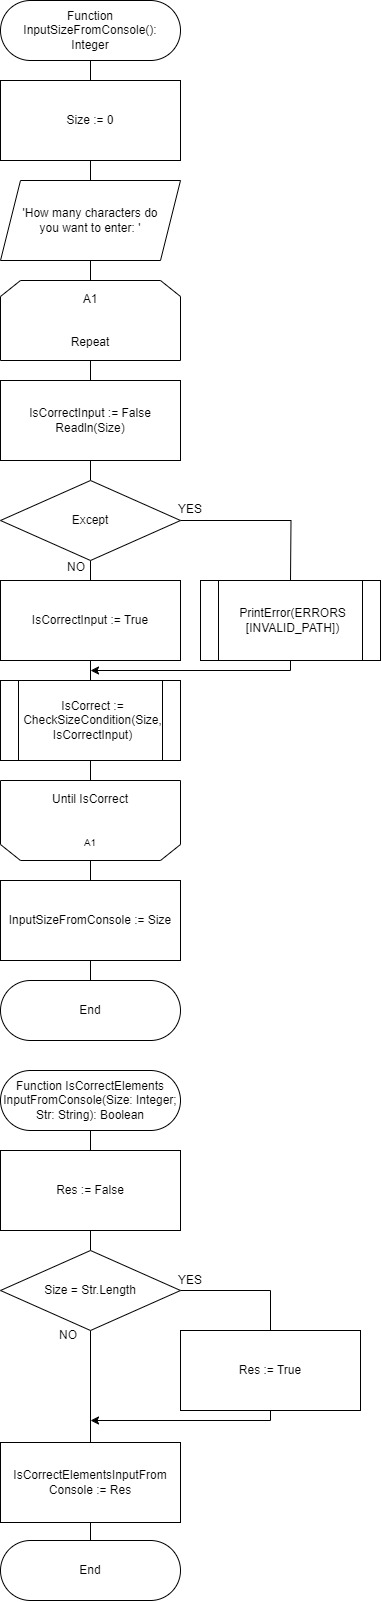 Function
InputSizeFromConsole():
Integer
Size := 0
'How many characters do
you want to enter: '
A1
Repeat
IsCorrectInput := False
Readln(Size)
Except
YES
NO
IsCorrectInput := True
PrintError(ERRORS
[INVALID_PATH])
IsCorrect :=
CheckSizeCondition(Size,
IsCorrectInput)
Until IsCorrect
A1
InputSizeFromConsole := Size
End
Function IsCorrectElements
InputFromConsole(Size: Integer;
Str: String): Boolean
Res := False
Size = Str.Length
YES
NO
Res := True
IsCorrectElementsInputFrom
Console := Res
End